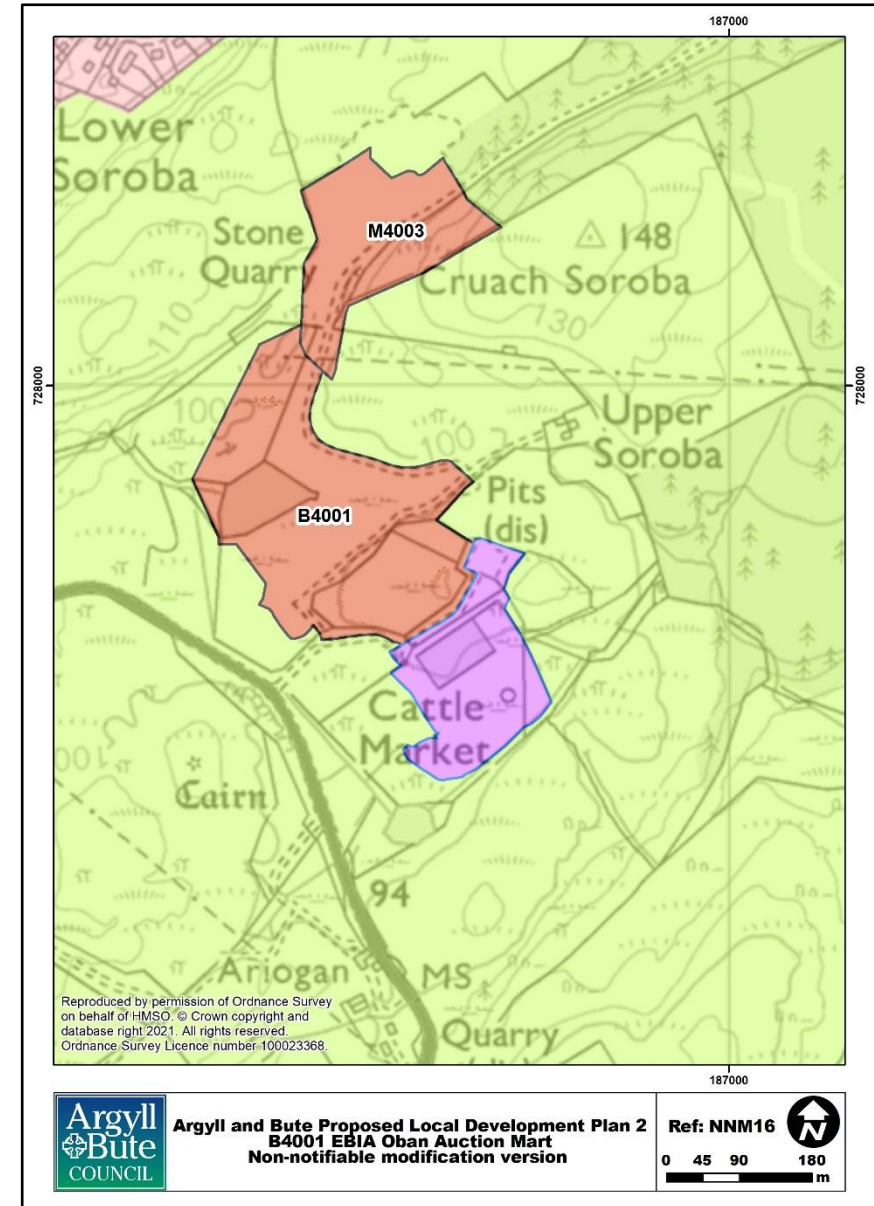 187000
Lower
Soroba
Stone
Quarry
M4003
148
Cruach Soroba
110
130
728000
728000
100
100
Upper
Soroba
Pits
(dis)
B4001
Cattle
Market
100
Cairn
94
Ariogan
MS
Quarry
Reproduced by permission of Ordnance Survey
on behalf of HMSO. © Crown copyright and
database right 2021. All rights reserved.
Ordnance Survey Licence number 100023368.
187000
Argyll
&Bute
COUNCIL
Argyll and Bute Proposed Local Development Plan 2
B4001 EBIA Oban Auction Mart
Non-notifiable modification version
Ref: NNM16
N
0 45 90 180
m